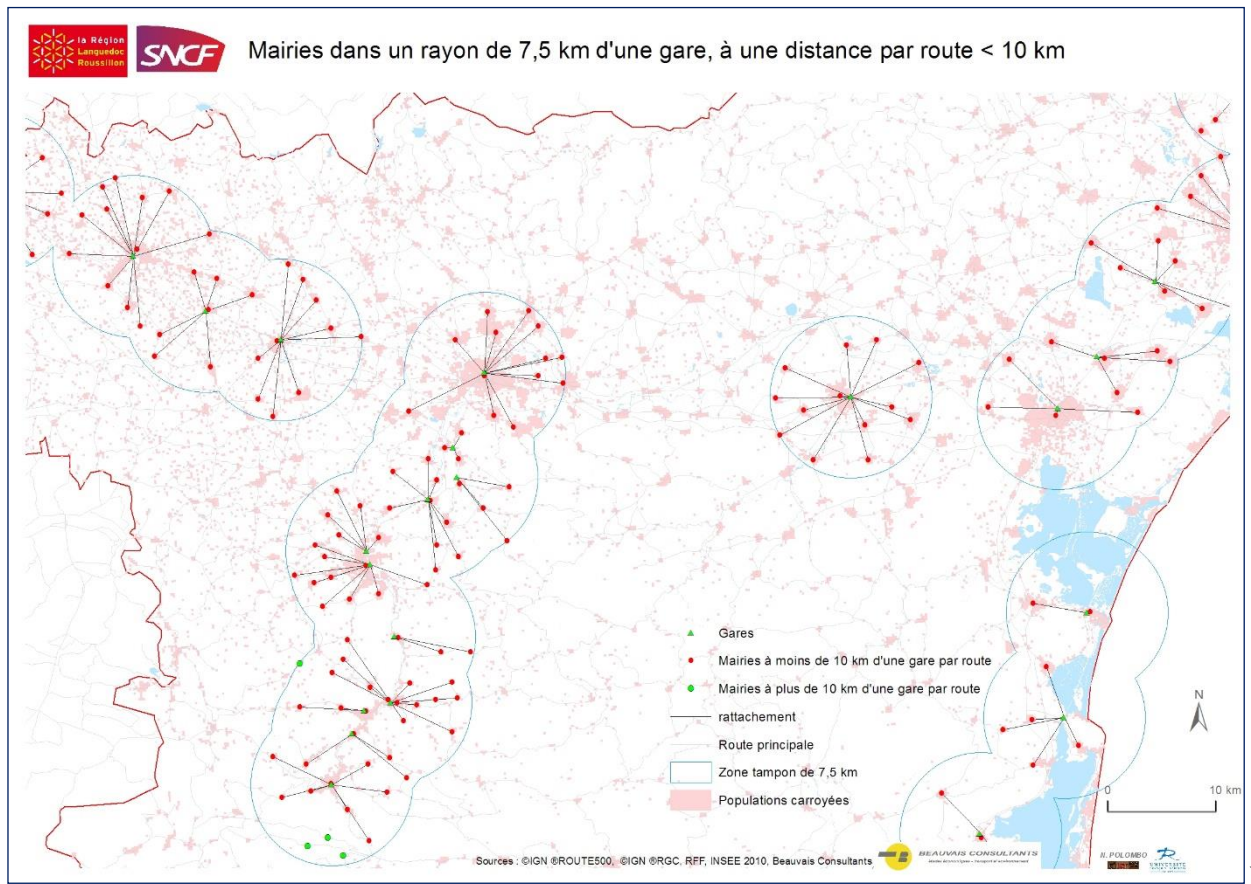 la Région
Languedoc
Roussillon
SNCF
Mairies dans un rayon de 7,5 km d'une gare, à une distance par route < 10 km
Gares
Mairies à moins de 10 km d'une gare par route
Mairies à plus de 10 km d'une gare par route
rattachement
Route principale
Zone tampon de 7,5 km
Populations carroyées
N
0 10 km
Sources : ©IGN ®ROUTE500, ©IGN ®RGC, RFF, INSEE 2010, Beauvais Consultants
BEAUVAIS CONSULTANTS
N. POLOMBO